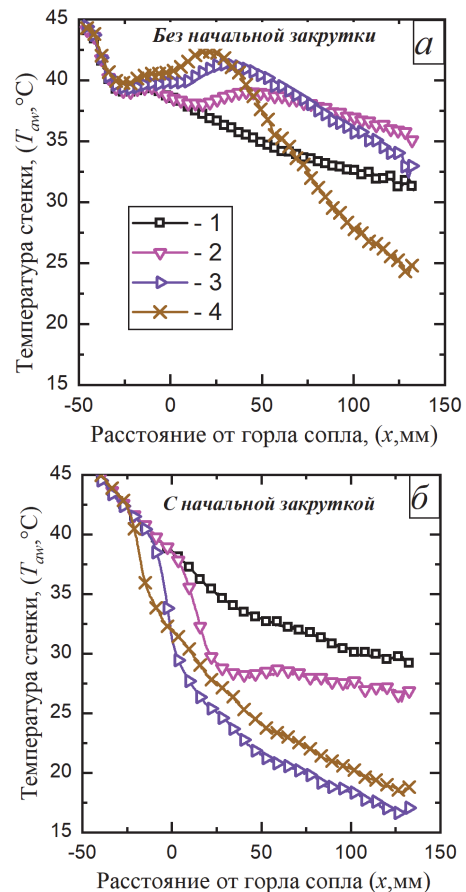 Без начальной закрутки
а
45
40
35
30
25
20
15
Температура стенки, (Taw,°C)
- 1
- 2
- 3
- 4
-50 0 50 100 150
Расстояние от горла сопла, (x,мм)
С начальной закруткой
б
45
40
35
30
25
20
15
Температура стенки, (Taw,°C)
-50 0 50 100 150
Расстояние от горла сопла (x,мм)